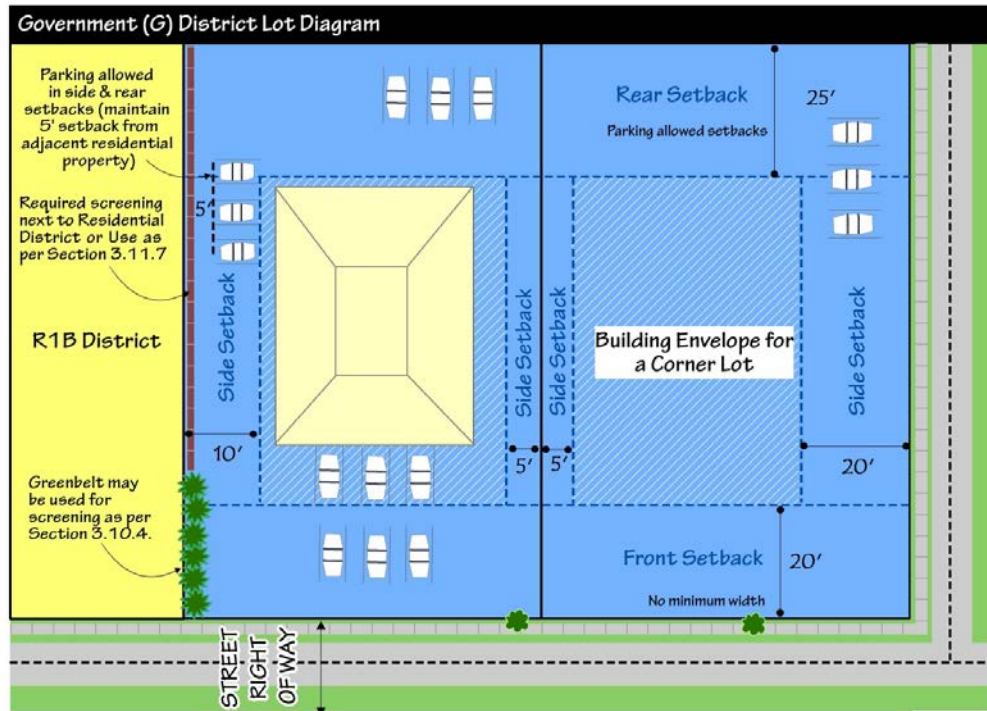 Government (G) District Lot Diagram
Parking allowed
in side & rear
setbacks (maintain
5' setback from
adjacent residential
property)
Rear Setback
25'
Parking allowed setbacks
5'
Required screening
next to Residential
District or Use as
per Section 3.11.7
R1B District
Side Setback
Side Setback
Side Setback
Building Envelope for
a Corner Lot
Side Setback
10'
5'
5'
20'
Greenbelt may
be used for
screening as per
Section 3.10.4.
Front Setback
20'
No minimum width
STREET
RIGHT
OF WAY